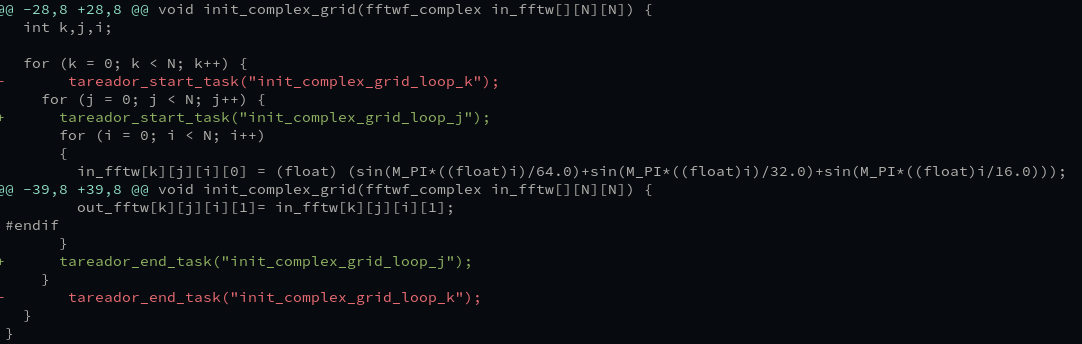 @@ -28,8 +28,8 @@ void init_complex_grid(fftwf_complex in_fftw[][N][N]) {
   int k,j,i;

   for (k = 0; k < N; k++) {
-       tareador_start_task("init_complex_grid_loop_k");
     for (j = 0; j < N; j++) {
+      tareador_start_task("init_complex_grid_loop_j");
       for (i = 0; i < N; i++)
       {
         in_fftw[k][j][i][0] = (float) (sin(M_PI*((float)i)/64.0)+sin(M_PI*((float)i)/32.0)+sin(M_PI*((float)i/16.0)));
@@ -39,8 +39,8 @@ void init_complex_grid(fftwf_complex in_fftw[][N][N]) {
         out_fftw[k][j][i][1]= in_fftw[k][j][i][1];
 #endif
       }
+      tareador_end_task("init_complex_grid_loop_j");
     }
-       tareador_end_task("init_complex_grid_loop_k");
   }
 }